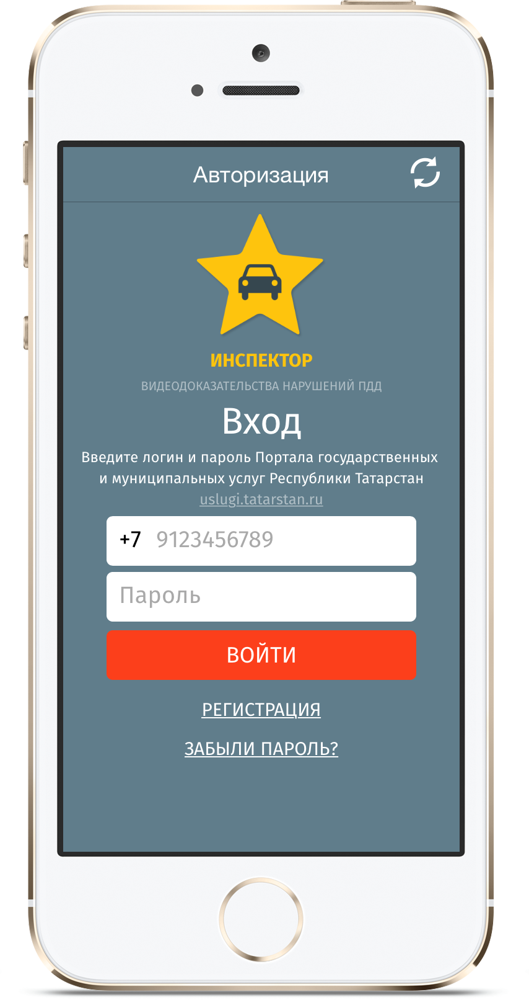 Авторизация
ИНСПЕКТОР
ВИДЕОДОКАЗАТЕЛЬСТВА НАРУШЕНИЙ ПДД
Вход
Введите логин и пароль Портала государственных
и муниципальных услуг Республики Татарстан
uslugi.tatarstan.ru
+7 9123456789
Пароль
ВОЙТИ
РЕГИСТРАЦИЯ
ЗАБЫЛИ ПАРОЛЬ?